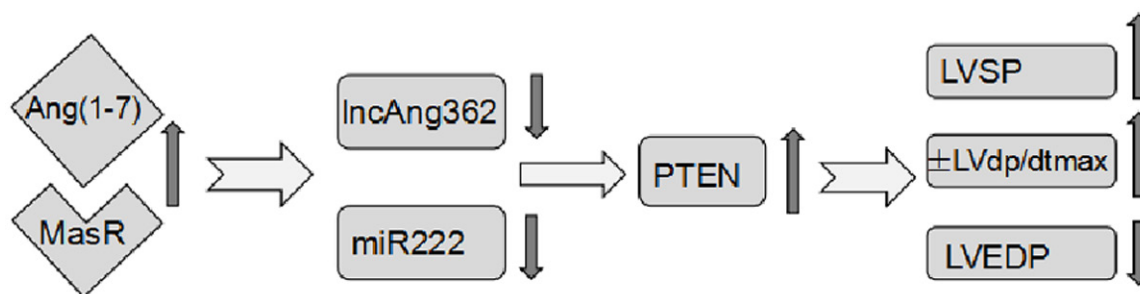 Ang(1-7)
MasR
lncAng362
miR222
PTEN
LVSP
±LVdp/dtmax
LVEDP